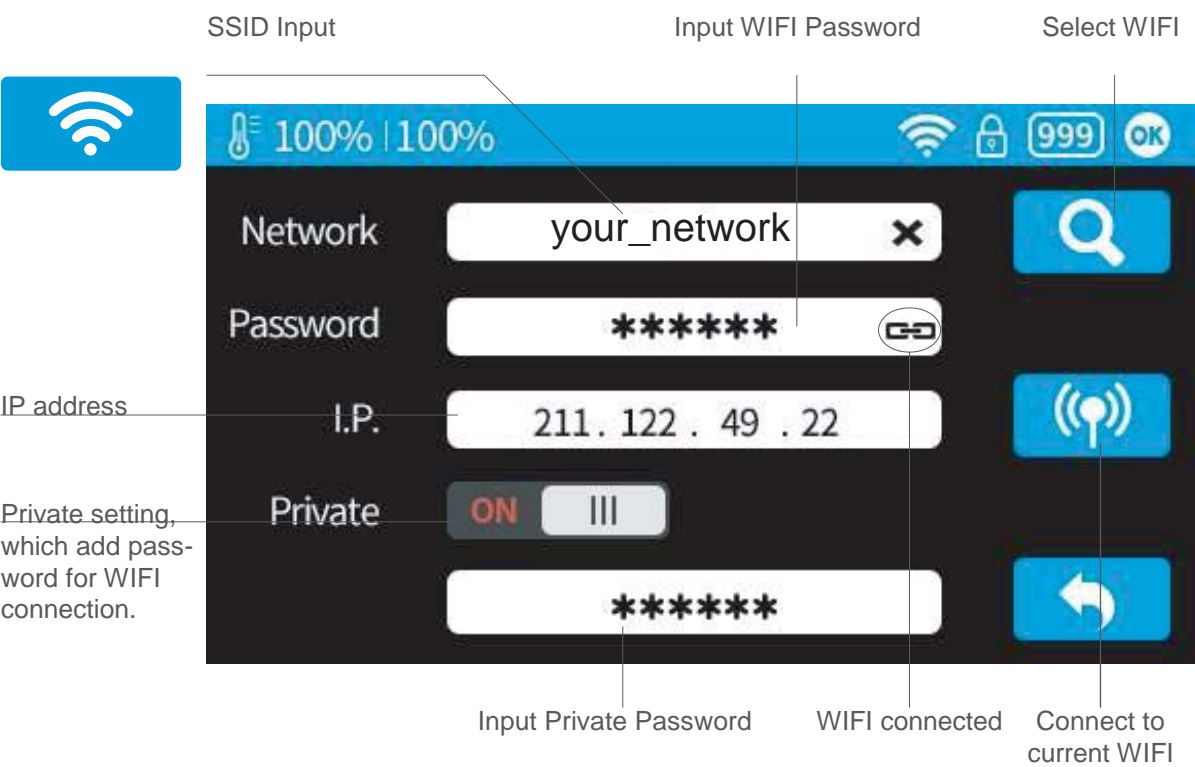 SSID Input
Input WIFI Password
Select WIFI
100% | 100%
999
OK
Network
your_network
Password
******
IP address
I.P.
211. 122 . 49 . 22
Private setting,
which add pass-
word for WIFI
connection.
Private
ON
******
Input Private Password
WIFI connected
Connect to
current WIFI